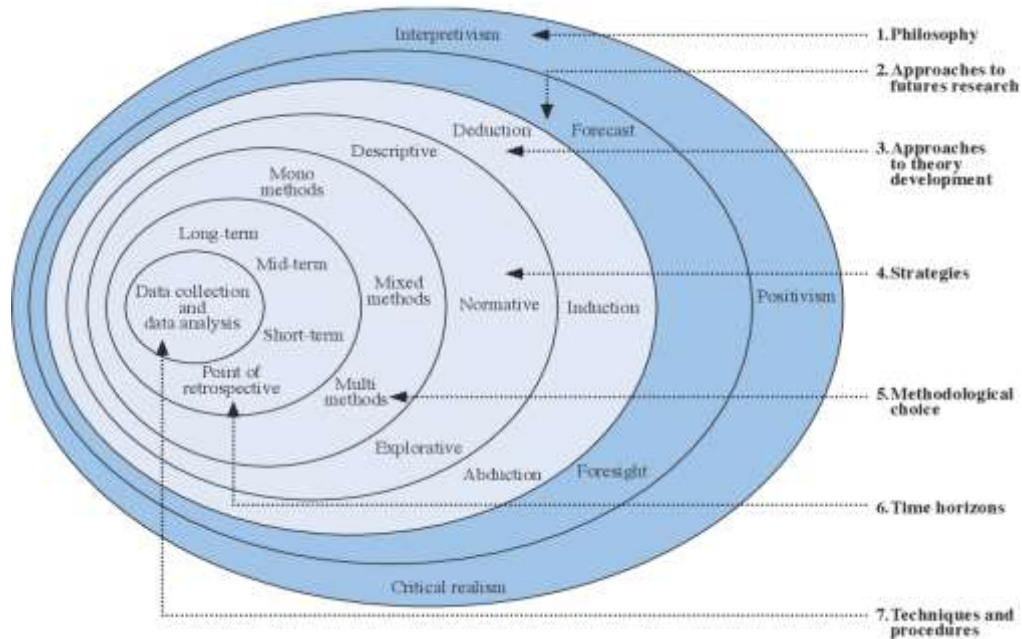 Interpretivism
1. Philosophy
2. Approaches to
futures research
Deduction
Forecast
3. Approaches
to theory
development
Descriptive
Mono
methods
Long-term
Mid-term
4. Strategies
Data collection
and
data analysis
Mixed
methods
Normative
Induction
Positivism
Short-term
Point of
retrospective
Multi
methods
5. Methodological
choice
Explorative
Abduction
Foresight
6. Time horizons
Critical realism
7. Techniques and
procedures